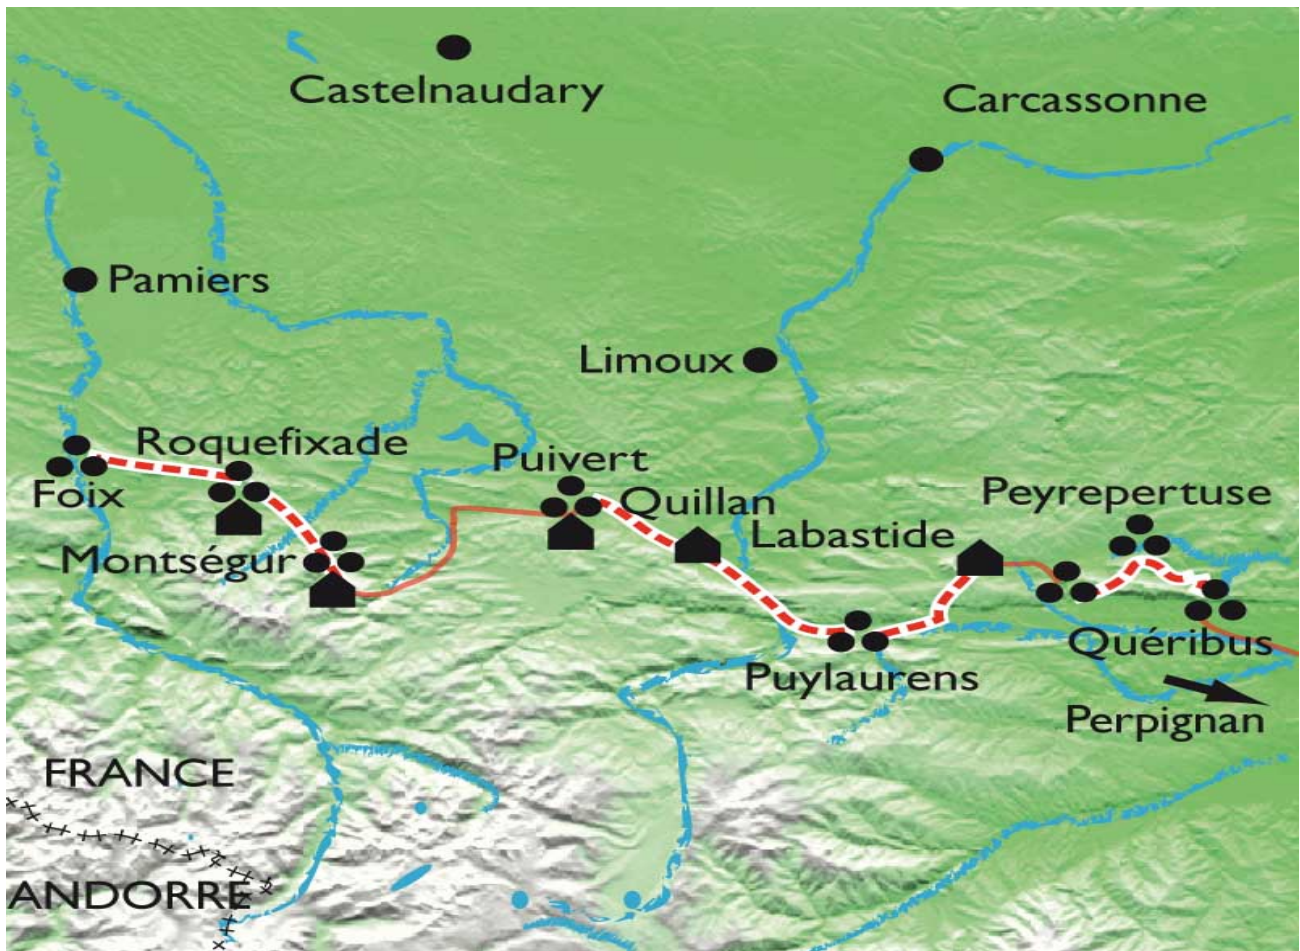 Castelnaudary
Carcassonne
Pamiers
Limoux
Roquefixade
Puivert
Foix
Quillan
Peyrepertuse
Montségur
Labastide
Quéribus
Puylaurens
Perpignan
FRANCE
ANDORRE